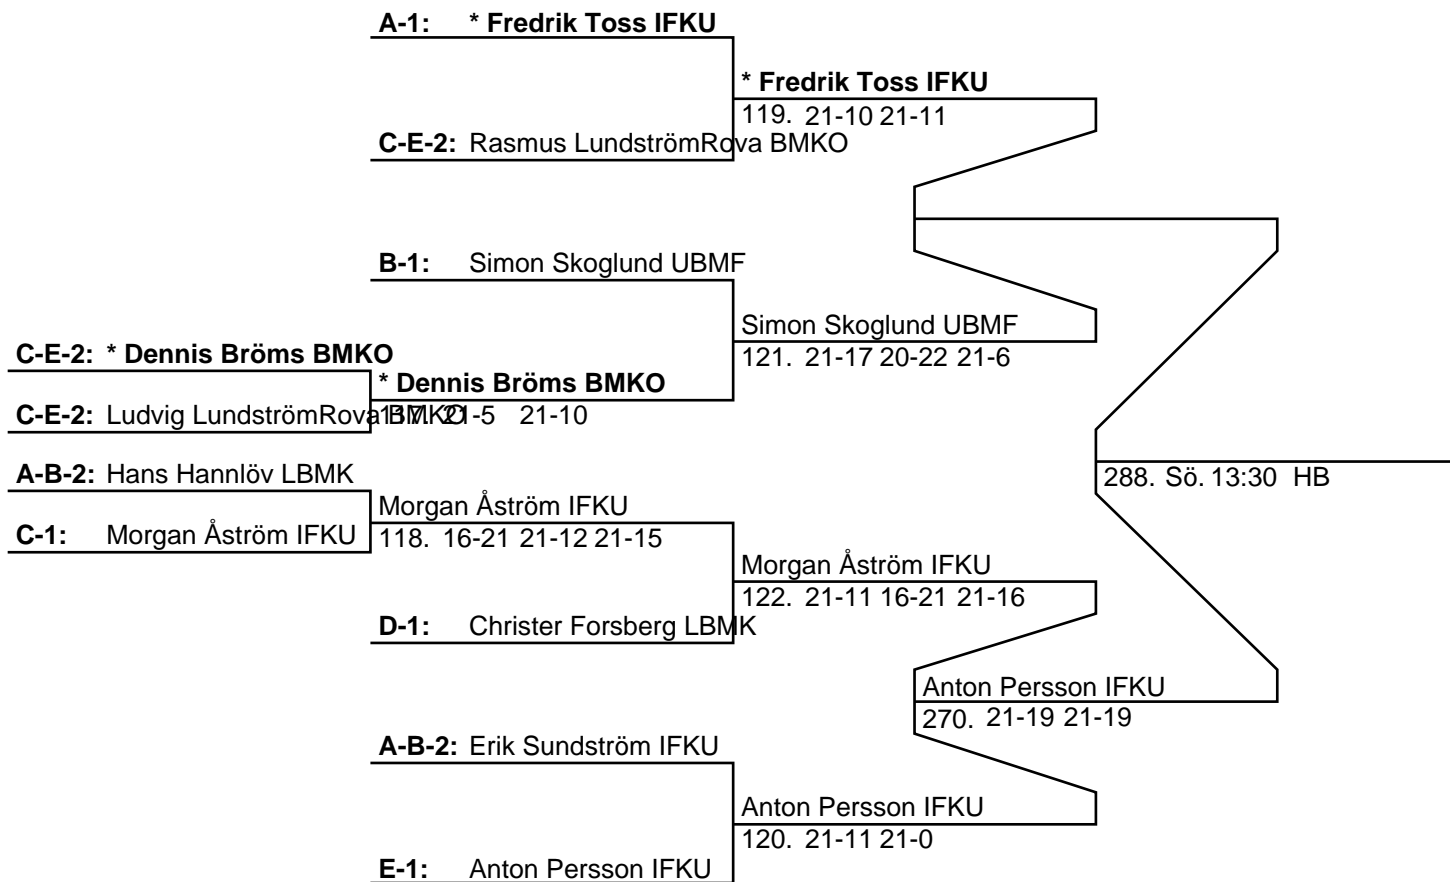 A-1: * Fredrik Toss IFKU
* Fredrik Toss IFKU
119. 21-10 21-11
C-E-2: Rasmus LundströmRova BMKO
B-1: Simon Skoglund UBMF
Simon Skoglund UBMF
121. 21-17 20-22 21-6
C-E-2: * Dennis Bröms BMKO
* Dennis Bröms BMKO
117. 21-5 21-10
C-E-2: Ludvig LundströmRova BMKO
A-B-2: Hans Hannlöv LBMK
288. Sö. 13:30 HB
Morgan Åström IFKU
118. 16-21 21-12 21-15
C-1: Morgan Åström IFKU
Morgan Åström IFKU
122. 21-11 16-21 21-16
D-1: Christer Forsberg LBMK
Anton Persson IFKU
270. 21-19 21-19
A-B-2: Erik Sundström IFKU
Anton Persson IFKU
120. 21-11 21-0
E-1: Anton Persson IFKU